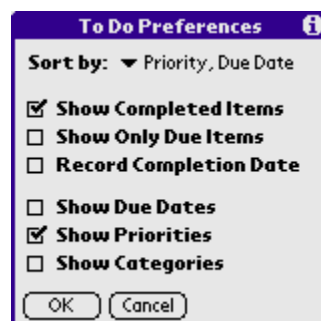 To Do Preferences
Sort by: Priority, Due Date
Show Completed Items
Show Only Due Items
Record Completion Date
Show Due Dates
Show Priorities
Show Categories
OK Cancel